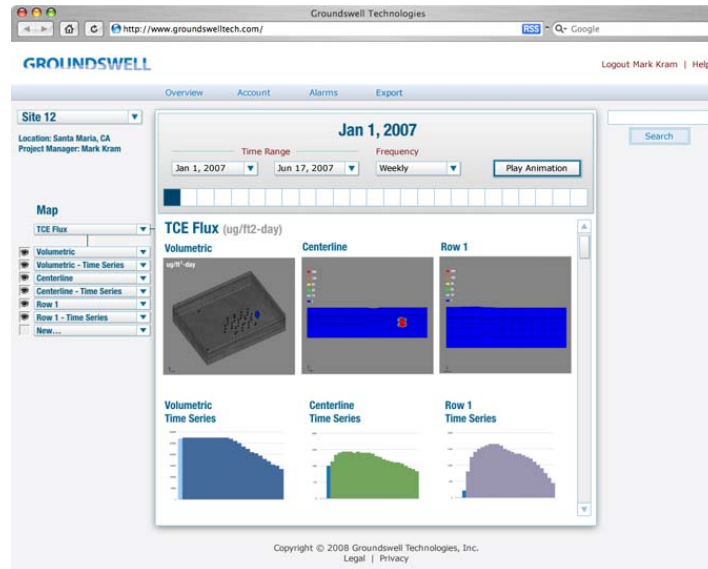 Groundswell Technologies
http://www.groundswelltech.com/
RSS
Q- Google
GROUNDSWELL
Logout Mark Kram | Help
Overview Account Alarms Export
Site 12
Location: Santa Maria, CA
Project Manager: Mark Kram
Jan 1, 2007
Time Range
Frequency
Jan 1, 2007
Jun 17, 2007
Weekly
Play Animation
Search
Map
TCE Flux
Volumetric
Volumetric - Time Series
Centerline
Centerline - Time Series
Row 1
Row 1 - Time Series
New...
TCE Flux (ug/ft2-day)
Volumetric
Centerline
Row 1
ug/ft²-day
Volumetric
Time Series
Centerline
Time Series
Row 1
Time Series
Copyright © 2008 Groundswell Technologies, Inc.
Legal | Privacy